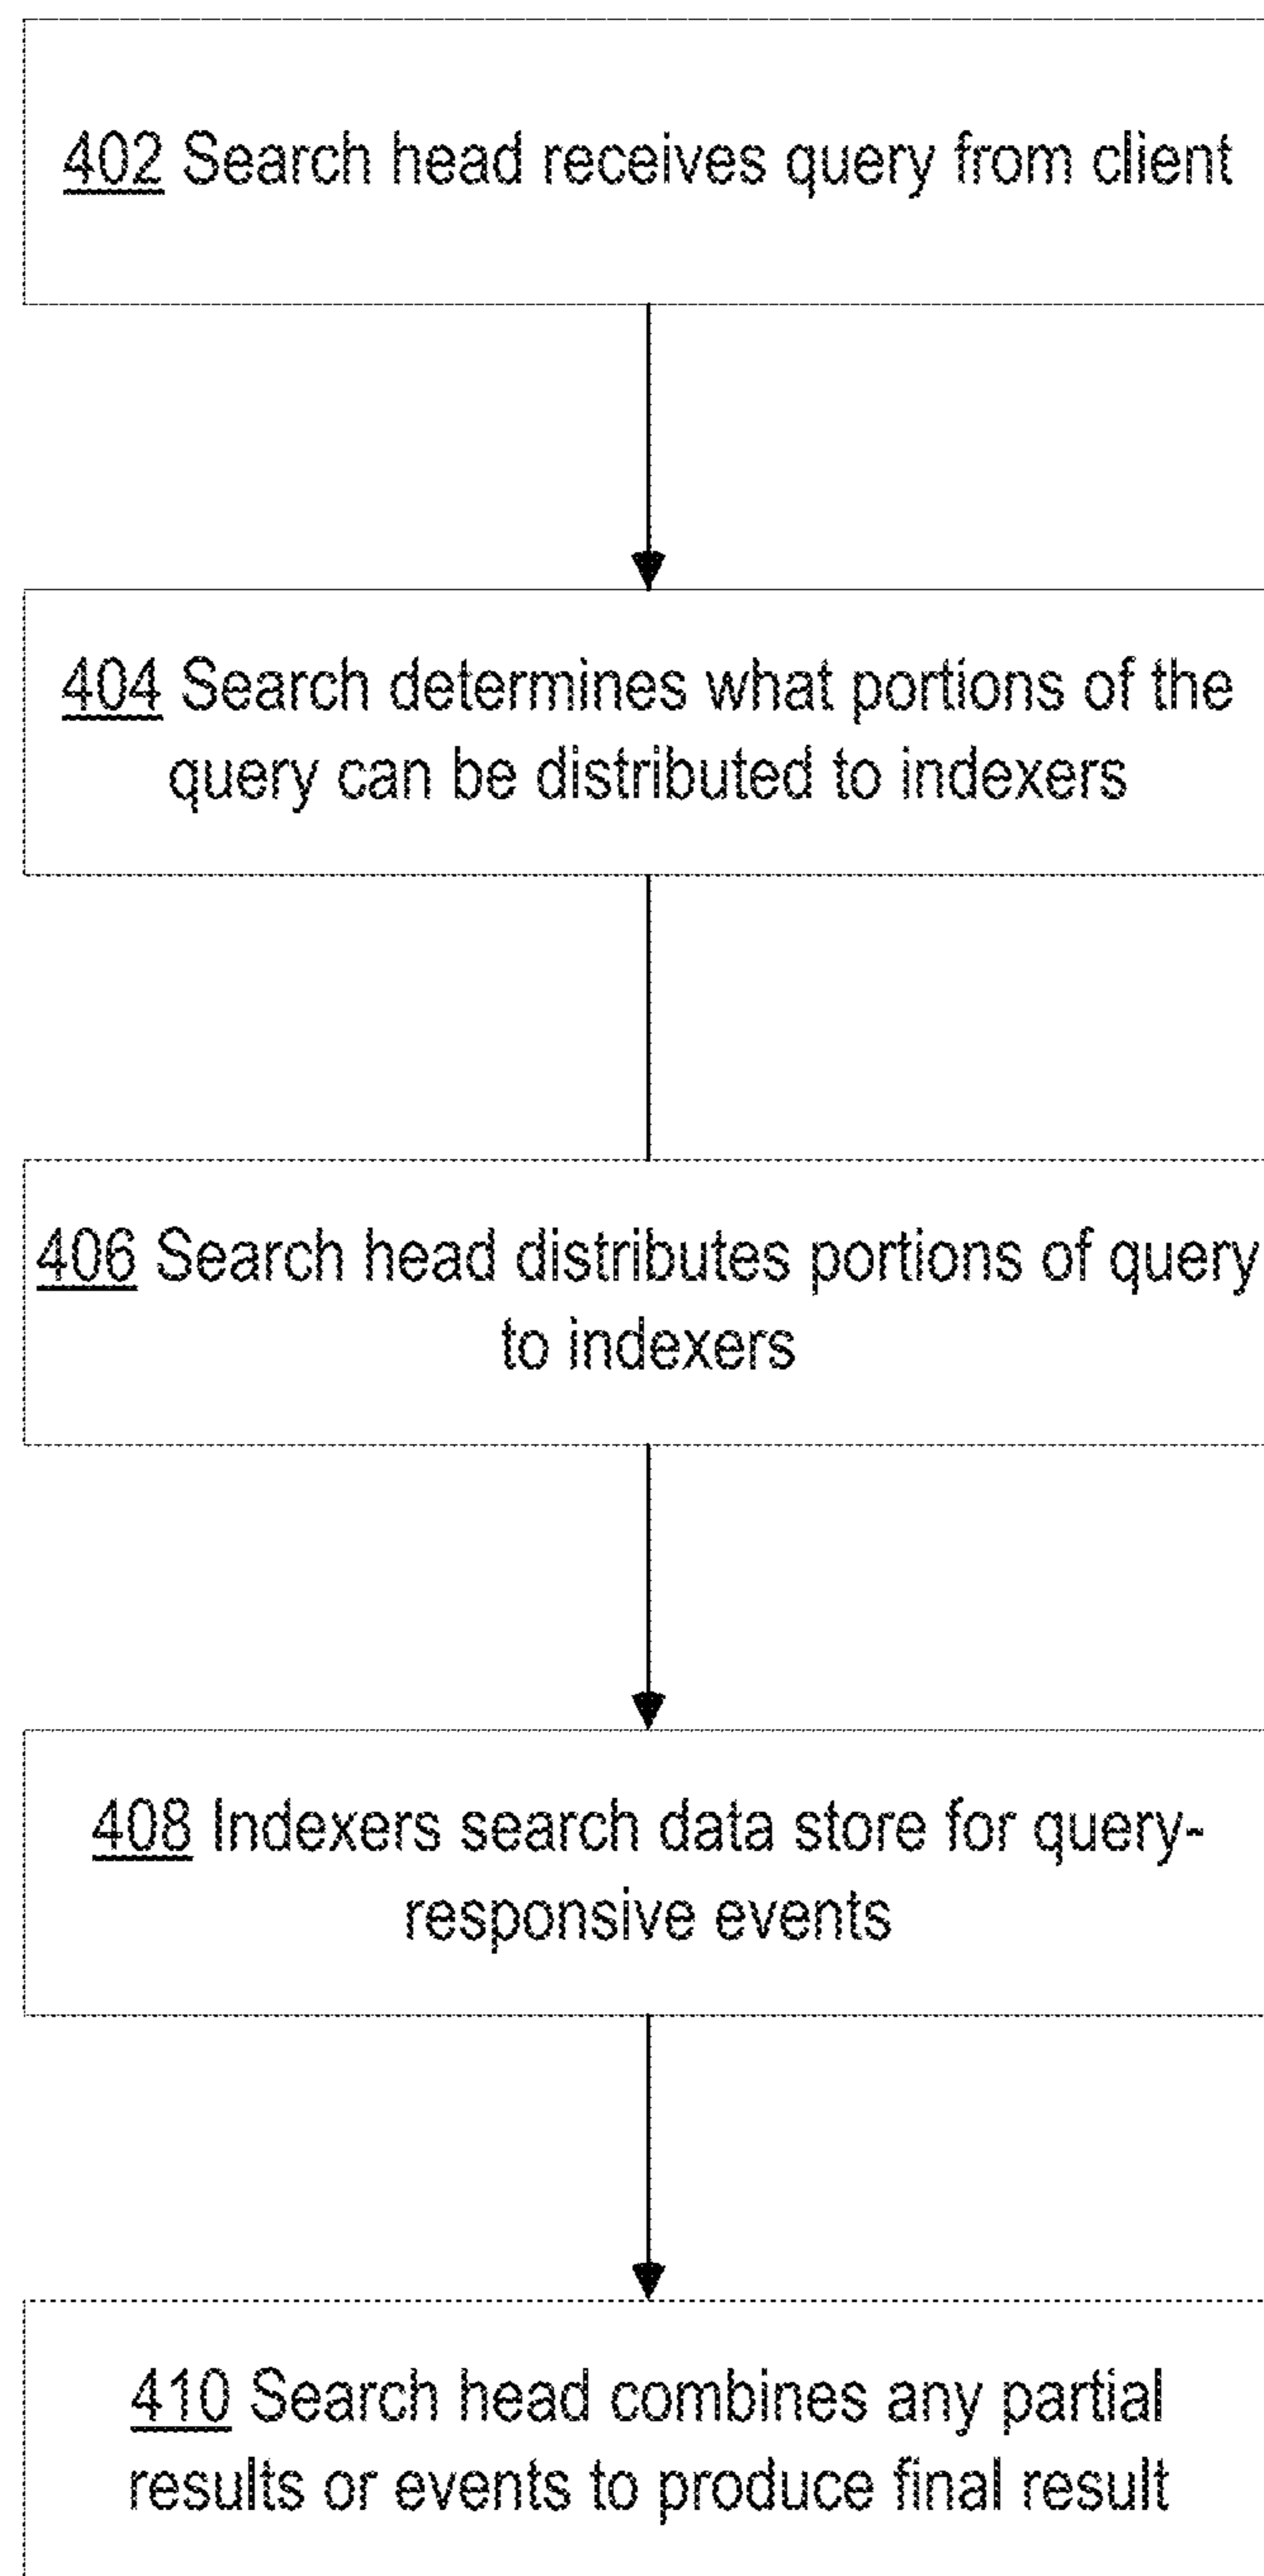 402 Search head receives query from client
404 Search determines what portions of the
query can be distributed to indexers
406 Search head distributes portions of query
to indexers
408 Indexers search data store for query-
responsive events
410 Search head combines any partial
results or events to produce final result